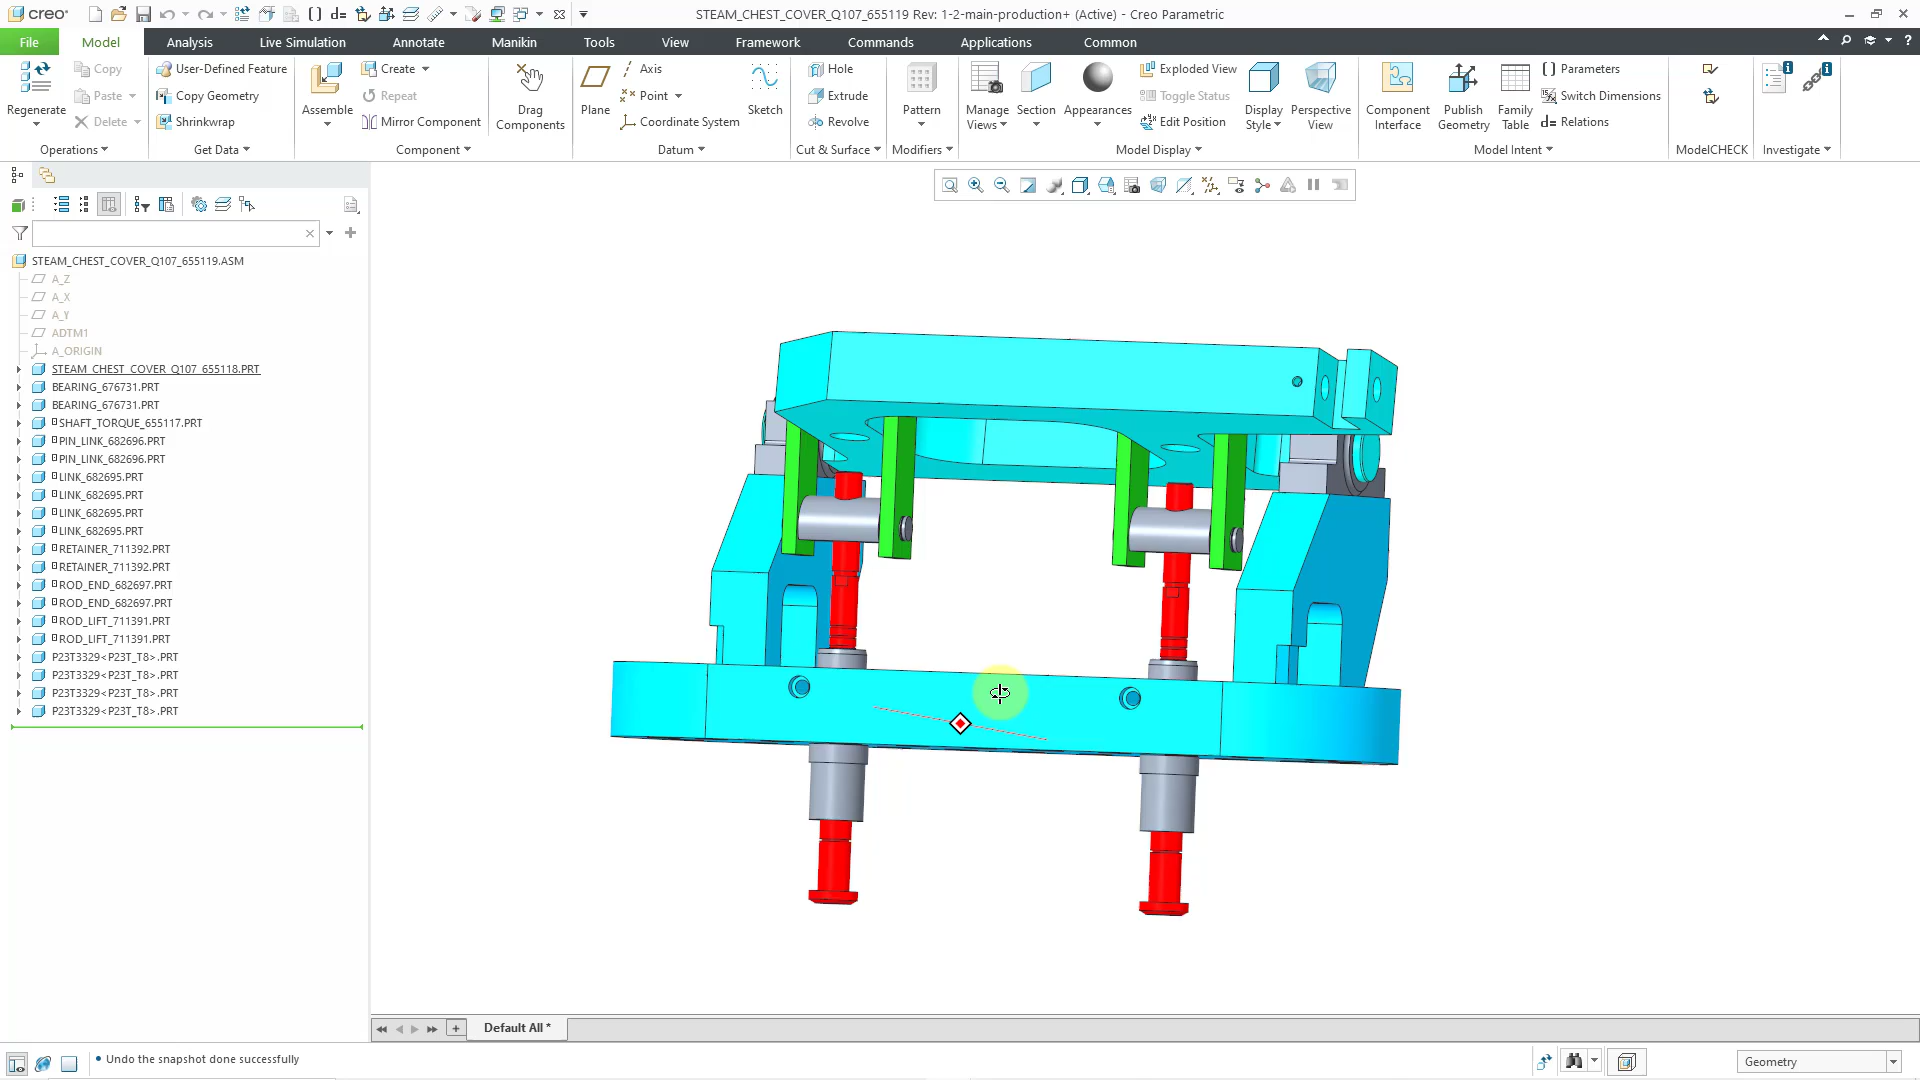 creo
STEAM_CHEST_COVER_Q107_655119 Rev: 1-2-main-production+ (Active) - Creo Parametric
File Model Analysis Live Simulation Annotate Manikin Tools View Framework Commands Applications Common
Regenerate
Copy
Paste
Delete
Operations
User-Defined Feature
Copy Geometry
Shrinkwrap
Get Data
Assemble
Create
Repeat
Mirror Component
Component
Drag
Components
Plane
Axis
Point
Coordinate System
Sketch
Datum
Hole
Extrude
Revolve
Cut & Surface
Pattern
Modifiers
Manage
Views
Section
Appearances
Exploded View
Toggle Status
Edit Position
Display
Style
Perspective
View
Model Display
Component
Interface
Publish
Geometry
Family
Table
Parameters
Switch Dimensions
d= Relations
Model Intent
ModelCHECK
Investigate
STEAM_CHEST_COVER_Q107_655119.ASM
A_Z
A_X
A_Y
ADTM1
A_ORIGIN
STEAM_CHEST_COVER_Q107_655118.PRT
BEARING_676731.PRT
BEARING_676731.PRT
SHAFT_TORQUE_655117.PRT
PIN_LINK_682696.PRT
PIN_LINK_682696.PRT
LINK_682695.PRT
LINK_682695.PRT
LINK_682695.PRT
LINK_682695.PRT
RETAINER_711392.PRT
RETAINER_711392.PRT
ROD_END_682697.PRT
ROD_END_682697.PRT
ROD_LIFT_711391.PRT
ROD_LIFT_711391.PRT
P23T3329<P23T_T8>.PRT
P23T3329<P23T_T8>.PRT
P23T3329<P23T_T8>.PRT
P23T3329<P23T_T8>.PRT
Default All *
• Undo the snapshot done successfully
Geometry